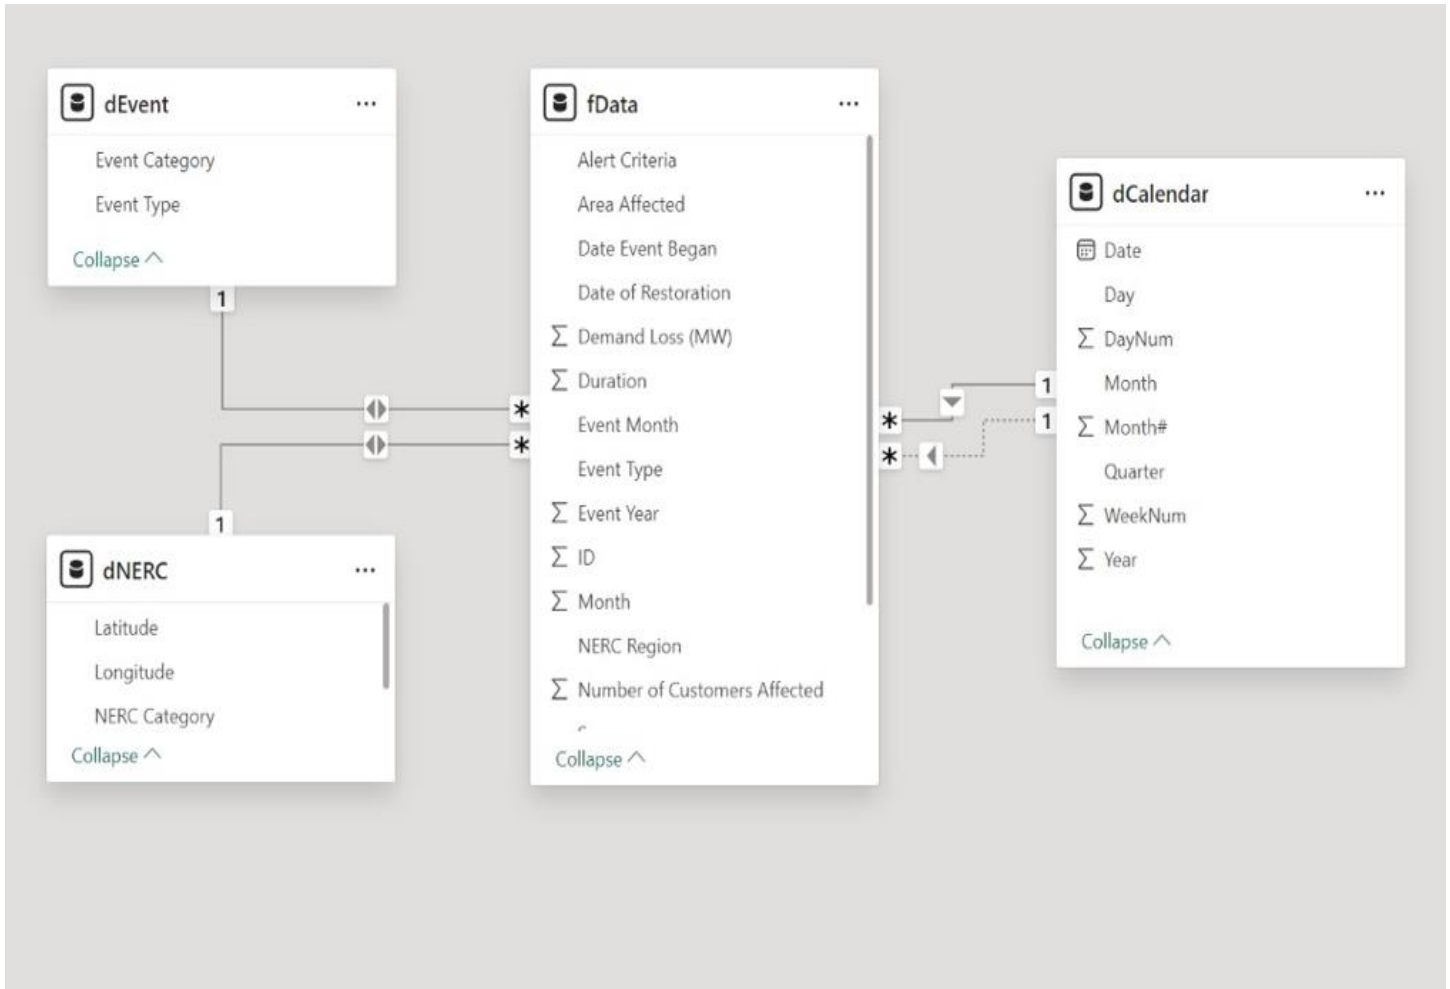 dEvent
Event Category
Event Type
Collapse
1
*
*
1
dNERC
Latitude
Longitude
NERC Category
Collapse
fData
Alert Criteria
Area Affected
Date Event Began
Date of Restoration
Σ Demand Loss (MW)
Σ Duration
Event Month
Event Type
Σ Event Year
Σ ID
Σ Month
NERC Region
Σ Number of Customers Affected
Collapse
*
1
*
1
dCalendar
Date
Day
Σ DayNum
Month
Σ Month#
Quarter
Σ WeekNum
Σ Year
Collapse